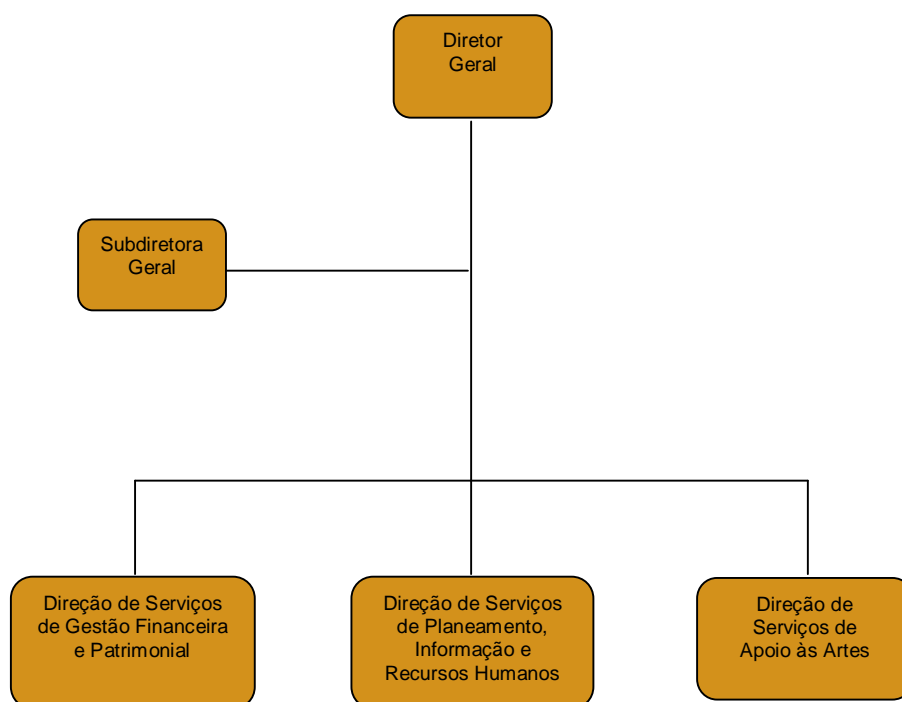 Diretor
Geral
Subdiretora
Geral
Direção de Serviços
de Gestão Financeira
e Patrimonial
Direção de Serviços
de Planeamento,
Informação e
Recursos Humanos
Direção de
Serviços de
Apoio às Artes